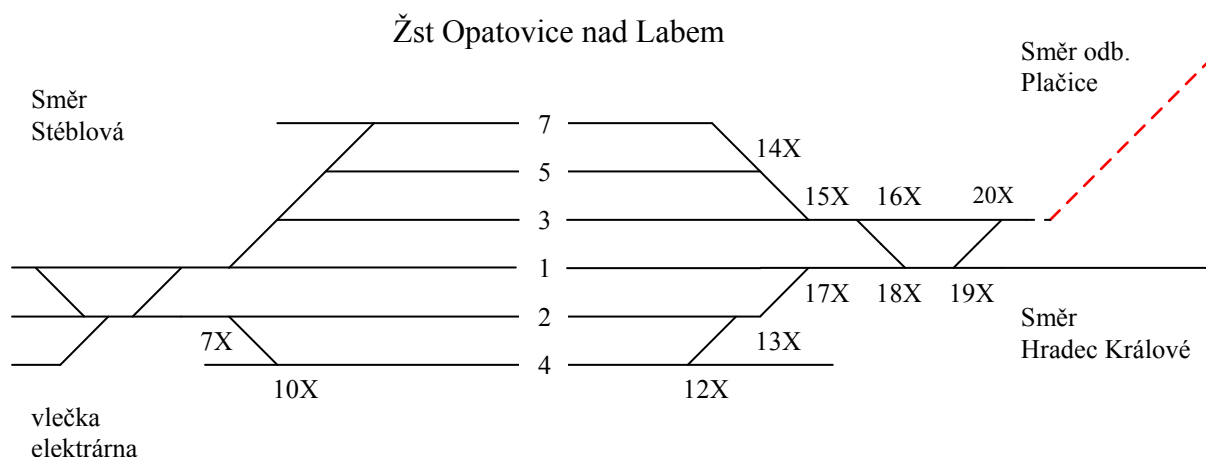 Žst Opatovice nad Labem
Směr odb.
Plačice
Směr
Stéblová
7
14X
5
15X
16X
20X
3
1
17X
18X
19X
2
Směr
Hradec Králové
7X
13X
4
10X
12X
vlečka
elektrárna